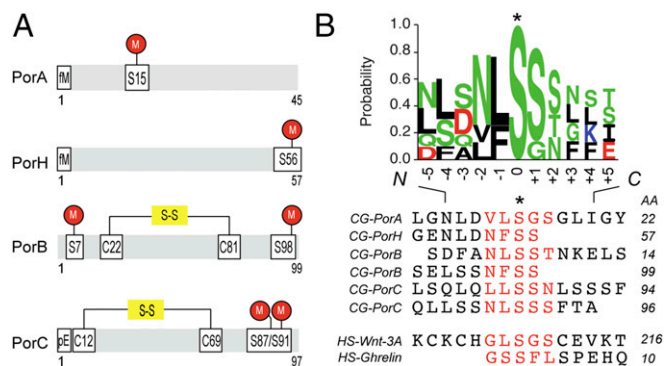 A
PorA
fM
S15
M
1
45
PorH
fM
S56
M
1
57
PorB
M
S7
C22
S-S
C81
S98
M
1
99
PorC
pE
C12
S-S
C69
S87/S91
M
M
1
97
B
*
Probability
1.0
0.8
0.6
0.4
0.2
0.0
-5 -4 -3 -2 -1 0 +1 +2 +3 +4 +5
N C
*
AA
CG-PorA LGNLDVLSGSGLIGY 22
CG-PorH GENLDNFSS 57
CG-PorB SDFANLSSTNKELS 14
CG-PorB SELSSNFSS 99
CG-PorC LSQLQLLSSNLSSSF 94
CG-PorC QLLSSNLSSSFTA 96
HS-Wnt-3A KCKCHGLSGSCEVKT 216
HS-Ghrelin GSSFLSPEHQ 10